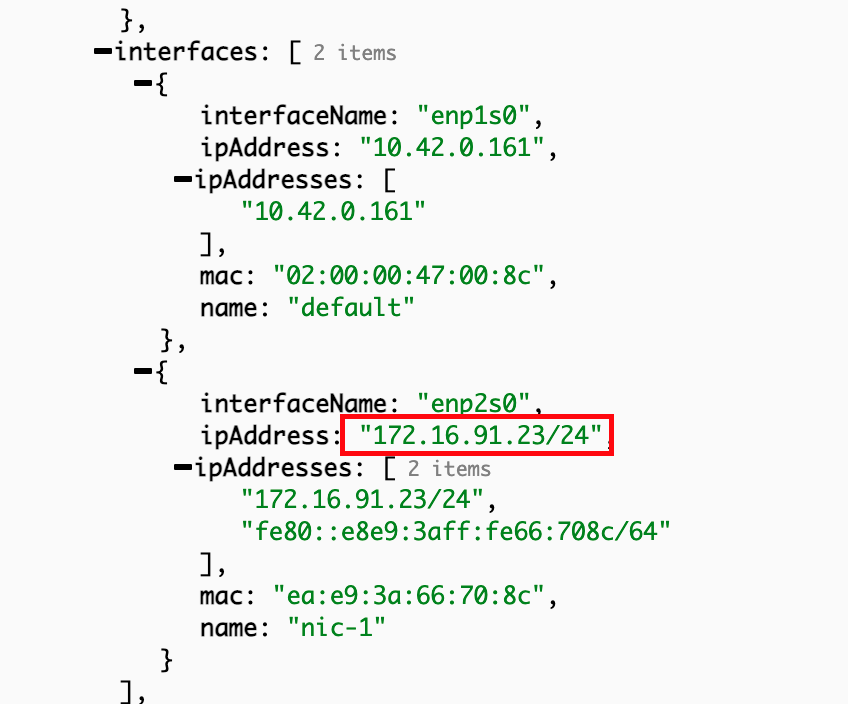 },
interfaces: [ 2 items
{
interfaceName: "enp1s0",
ipAddress: "10.42.0.161",
ipAddresses: [
"10.42.0.161"
],
mac: "02:00:00:47:00:8c",
name: "default"
},
{
interfaceName: "enp2s0",
ipAddress: "172.16.91.23/24",
ipAddresses: [ 2 items
"172.16.91.23/24",
"fe80::e8e9:3aff:fe66:708c/64"
],
mac: "ea:e9:3a:66:70:8c",
name: "nic-1"
}
],